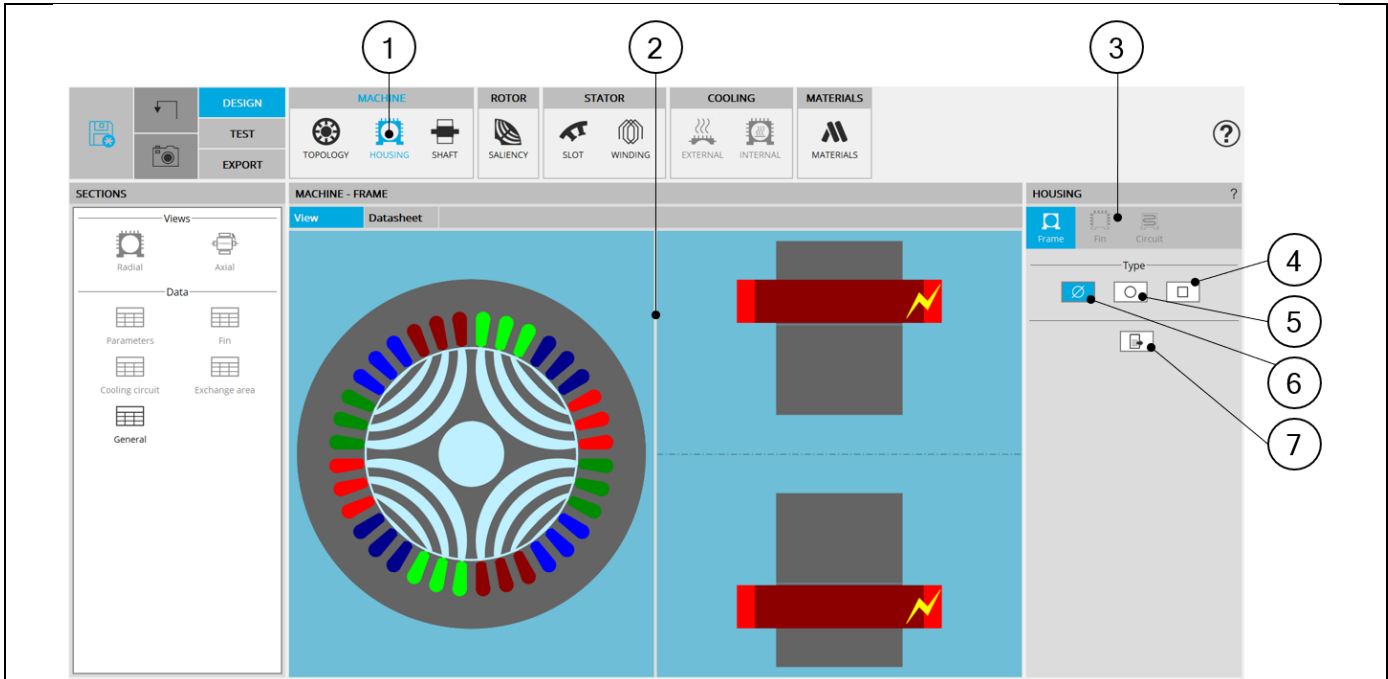 1
2
3
DESIGN
TEST
EXPORT
MACHINE
TOPOLOGY
HOUSING
SHAFT
ROTOR
SALIENCY
STATOR
SLOT
WINDING
COOLING
EXTERNAL
INTERNAL
MATERIALS
MATERIALS
?
SECTIONS
Views
Radial
Axial
Data
Parameters
Fin
Cooling circuit
Exchange area
General
MACHINE - FRAME
View
Datasheet
HOUSING
?
Frame
Fin
Circuit
Type
4
5
6
7